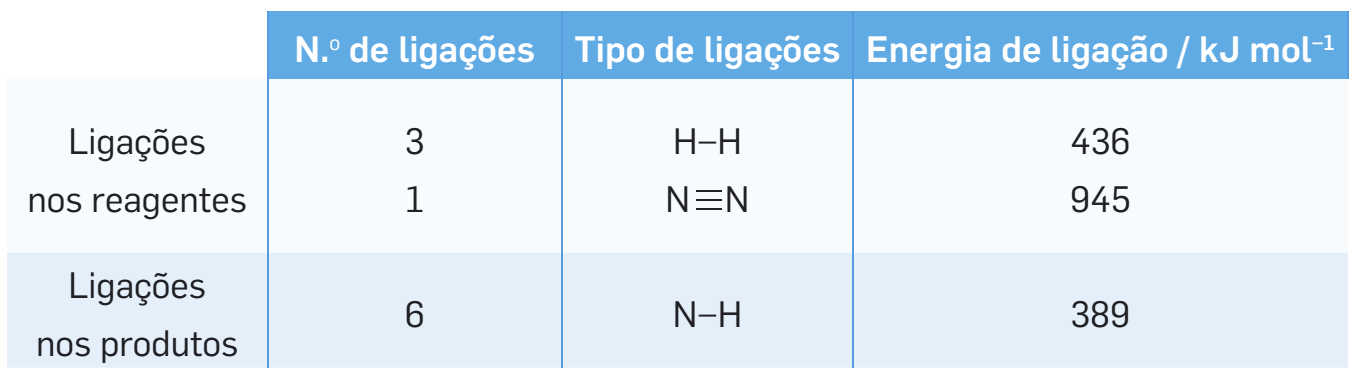 N.º de ligações Tipo de ligações Energia de ligação / kJ mol⁻¹
Ligações nos reagentes
3 H–H 436
1 N≡N 945
Ligações nos produtos
6 N–H 389